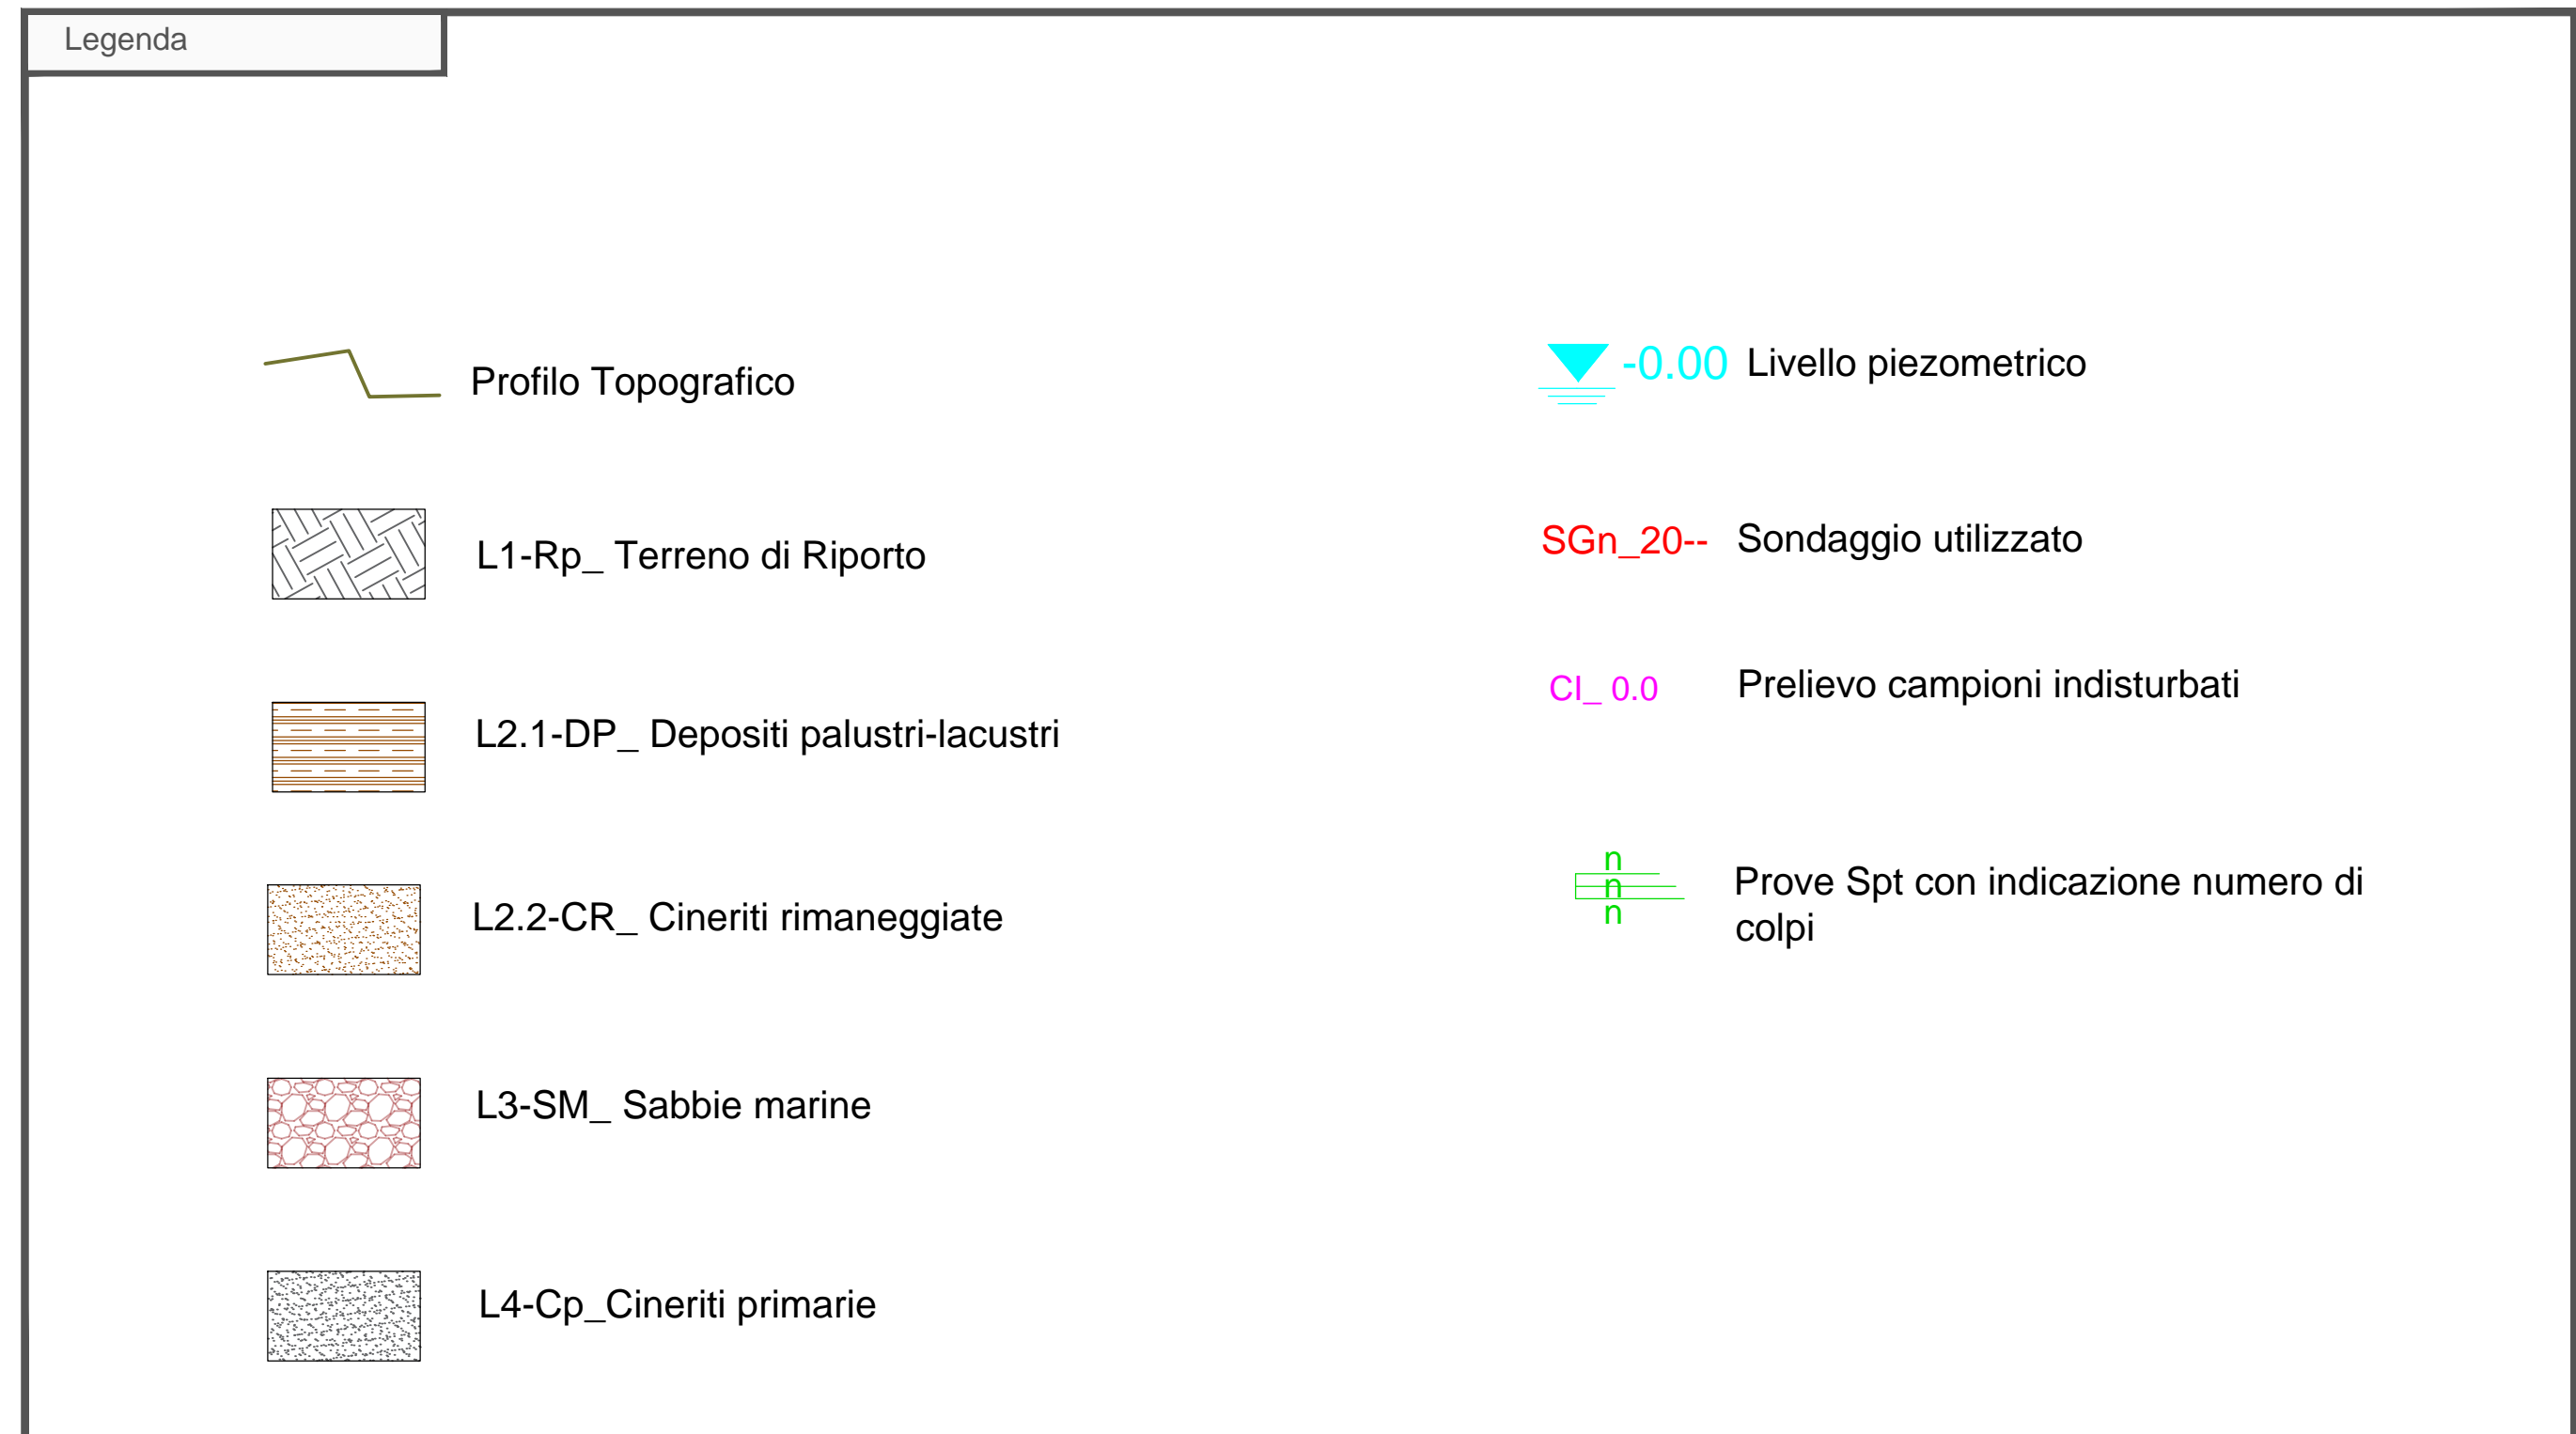 Legenda
Profilo Topografico
L1-Rp_ Terreno di Riporto
L2.1-DP_ Depositi palustri-lacustri
L2.2-CR_ Cineriti rimaneggiate
L3-SM_ Sabbie marine
L4-Cp_Cineriti primarie
-0.00 Livello piezometrico
SGn_20-- Sondaggio utilizzato
CI_ 0.0 Prelievo campioni indisturbati
n
n
n
Prove Spt con indicazione numero di
colpi